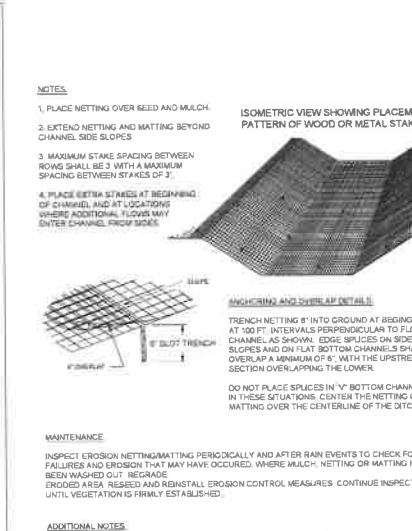 NOTES
1. PLACE NETTING OVER SEED AND MULCH.
2. EXTEND NETTING AND MATTING BEYOND
CHANNEL SIDE SLOPES
3. MAXIMUM STAKE SPACING BETWEEN
ROWS SHALL BE 3' WITH A MAXIMUM
SPACING BETWEEN STAKES OF 3'.
4. PLACE EXTRA STAKES AT BEGINNING
OF CHANNEL AND AT LOCATIONS
WHERE ADDITIONAL FLOWS MAY
ENTER CHANNEL FROM SIDES
ISOMETRIC VIEW SHOWING PLACEM
PATTERN OF WOOD OR METAL STAK
SLOPE
6" SLOT TRENCH
6" OVERLAP
ANCHORING AND OVERLAP DETAILS
TRENCH NETTING 6" INTO GROUND AT BEGING
AT 100 FT. INTERVALS PERPENDICULAR TO FL
CHANNEL AS SHOWN. EDGE SPLICES ON SIDE
SLOPES AND ON FLAT BOTTOM CHANNELS SHA
OVERLAP A MINIMUM OF 6", WITH THE UPSTRE
SECTION OVERLAPPING THE LOWER.
DO NOT PLACE SPLICES IN "V" BOTTOM CHANN
IN THESE SITUATIONS, CENTER THE NETTING
MATTING OVER THE CENTERLINE OF THE DITC
MAINTENANCE
INSPECT EROSION NETTING/MATTING PERIODICALLY AND AFTER RAIN EVENTS TO CHECK FO
FAILURES AND EROSION THAT MAY HAVE OCCURED. WHERE MULCH, NETTING OR MATTING H
BEEN WASHED OUT REGRADE
ERODED AREA RESEED AND REINSTALL EROSION CONTROL MEASURES CONTINUE INSPECT
UNTIL VEGETATION IS FIRMLY ESTABLISHED.
ADDITIONAL NOTES